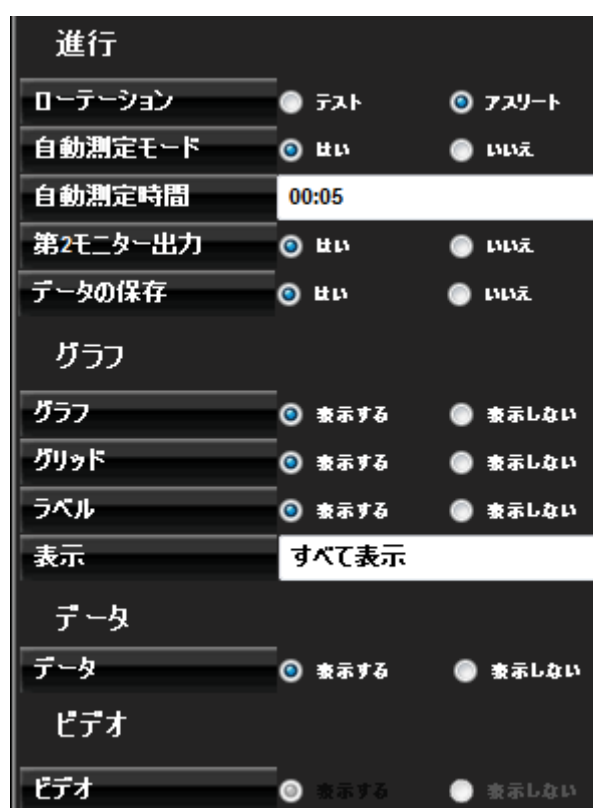 進行
ローテーション テスト アスリート
自動測定モード はい いいえ
自動測定時間 00:05
第2モニター出力 はい いいえ
データの保存 はい いいえ
グラフ
グラフ 表示する 表示しない
グリッド 表示する 表示しない
ラベル 表示する 表示しない
表示 すべて表示
データ
データ 表示する 表示しない
ビデオ
ビデオ 表示する 表示しない